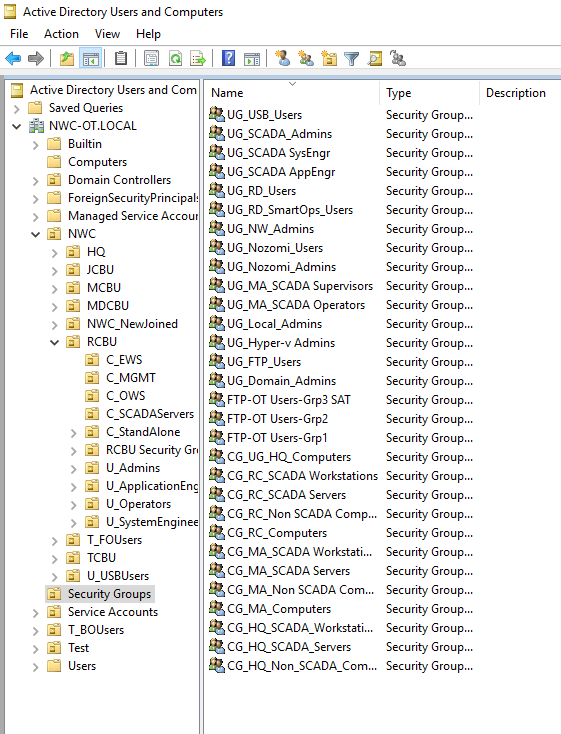 Active Directory Users and Computers
File Action View Help
Active Directory Users and Com
Saved Queries
NWC-OT.LOCAL
Builtin
Computers
Domain Controllers
ForeignSecurityPrincipals
Managed Service Accour
NWC
HQ
JCBU
MCBU
MDCBU
NWC_NewJoined
RCBU
C_EWS
C_MGMT
C_OWS
C_SCADAServers
C_StandAlone
RCBU Security Gr
U_Admins
U_ApplicationEng
U_Operators
U_SystemEnginee
T_FOUsers
TCBU
U_USBUsers
Security Groups
Service Accounts
T_BOUsers
Test
Users
Name Type Description
UG_USB_Users Security Group...
UG_SCADA_Admins Security Group...
UG_SCADA SysEngr Security Group...
UG_SCADA AppEngr Security Group...
UG_RD_Users Security Group...
UG_RD_SmartOps_Users Security Group...
UG_NW_Admins Security Group...
UG_Nozomi_Users Security Group...
UG_Nozomi_Admins Security Group...
UG_MA_SCADA Supervisors Security Group...
UG_MA_SCADA Operators Security Group...
UG_Local_Admins Security Group...
UG_Hyper-v Admins Security Group...
UG_FTP_Users Security Group...
UG_Domain_Admins Security Group...
FTP-OT Users-Grp3 SAT Security Group...
FTP-OT Users-Grp2 Security Group...
FTP-OT Users-Grp1 Security Group...
CG_UG_HQ_Computers Security Group...
CG_RC_SCADA Workstations Security Group...
CG_RC_SCADA Servers Security Group...
CG_RC_Non SCADA Comp... Security Group...
CG_RC_Computers Security Group...
CG_MA_SCADA Workstati... Security Group...
CG_MA_SCADA Servers Security Group...
CG_MA_Non SCADA Com... Security Group...
CG_MA_Computers Security Group...
CG_HQ_SCADA_Workstati... Security Group...
CG_HQ_SCADA_Servers Security Group...
CG_HQ_Non_SCADA_Com... Security Group...